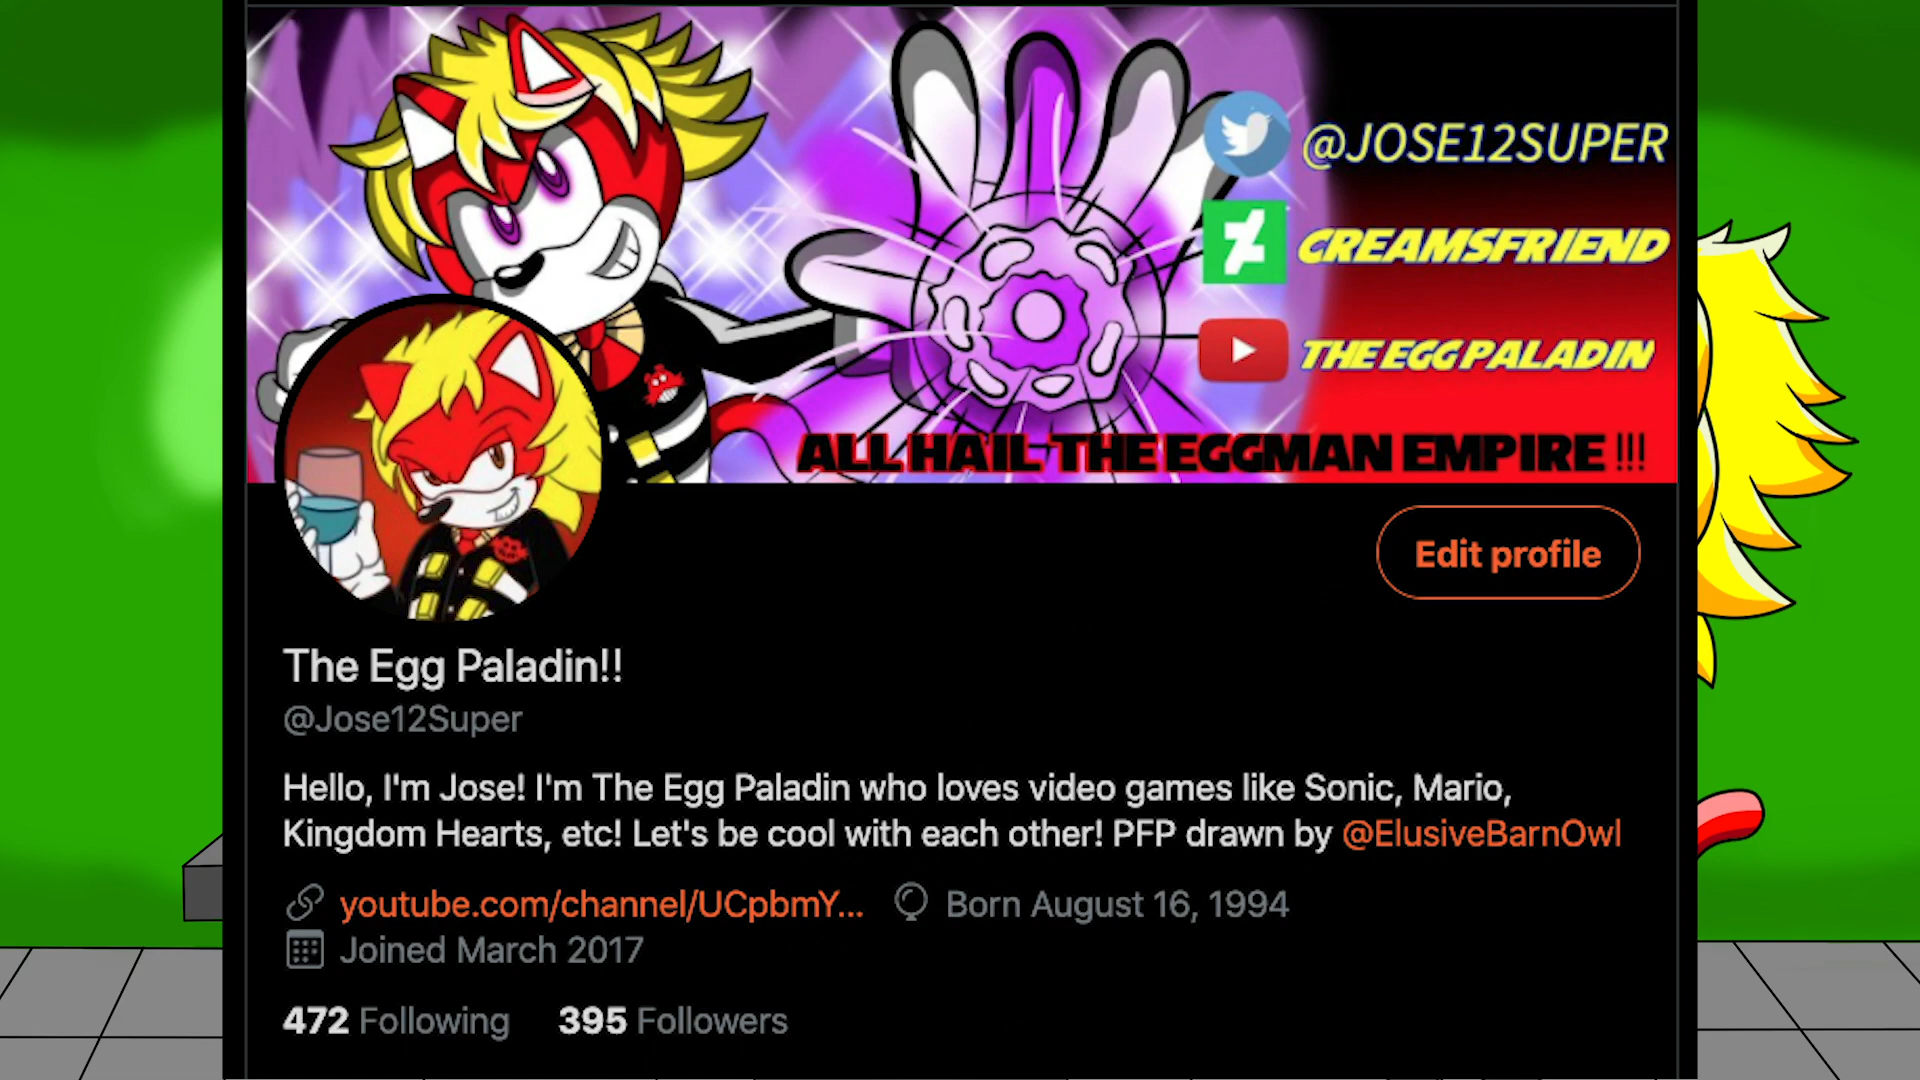 @JOSE12SUPER
CREAMSFRIEND
THE EGG PALADIN
ALL HAIL THE EGGMAN EMPIRE !!!
Edit profile
The Egg Paladin!!
@Jose12Super
Hello, I'm Jose! I'm The Egg Paladin who loves video games like Sonic, Mario,
Kingdom Hearts, etc! Let's be cool with each other! PFP drawn by @ElusiveBarnOwl
youtube.com/channel/UCpbmY... Born August 16, 1994
Joined March 2017
472 Following 395 Followers